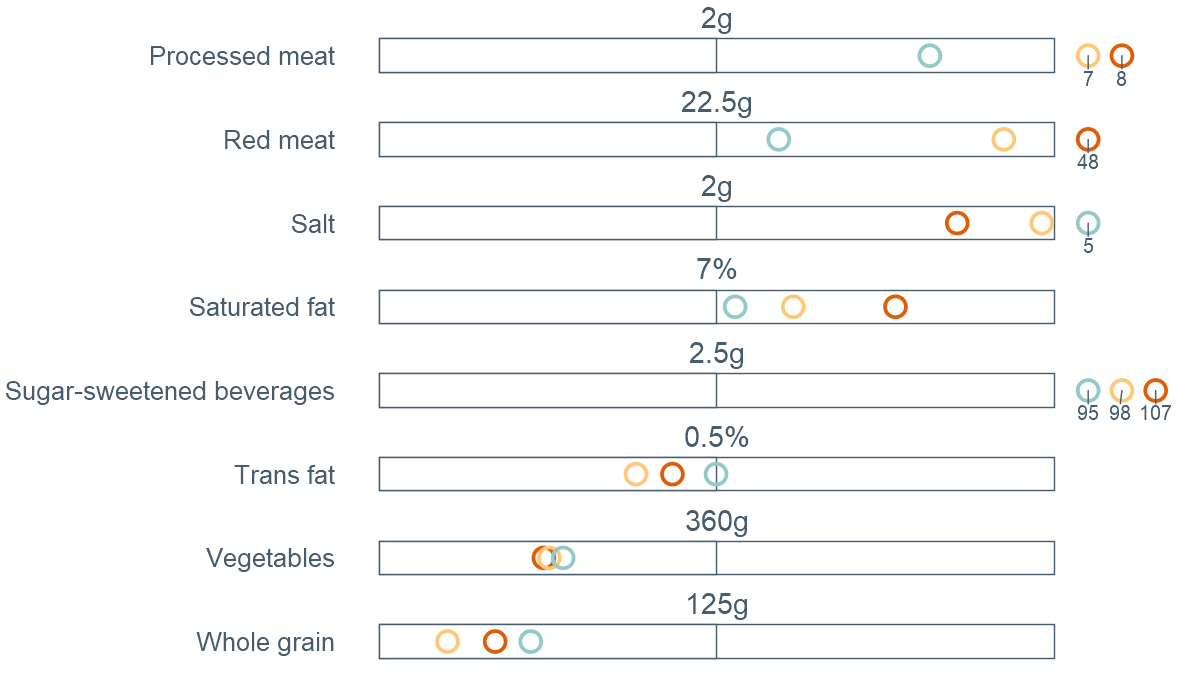 2g
Processed meat
7 8
22.5g
Red meat
48
2g
Salt
5
7%
Saturated fat
2.5g
Sugar-sweetened beverages
95 98 107
0.5%
Trans fat
360g
Vegetables
125g
Whole grain